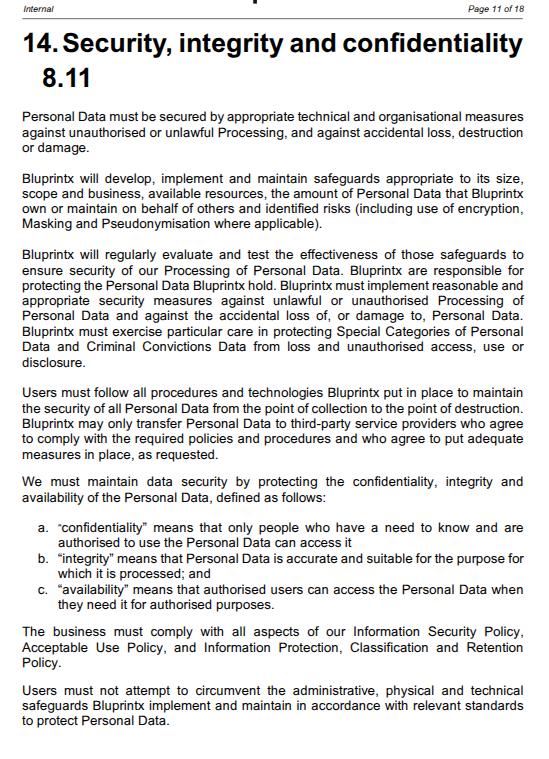 Internal
Page 11 of 18
14. Security, integrity and confidentiality
8.11
Personal Data must be secured by appropriate technical and organisational measures
against unauthorised or unlawful Processing, and against accidental loss, destruction
or damage.
Bluprintx will develop, implement and maintain safeguards appropriate to its size,
scope and business, available resources, the amount of Personal Data that Bluprintx
own or maintain on behalf of others and identified risks (including use of encryption,
Masking and Pseudonymisation where applicable).
Bluprintx will regularly evaluate and test the effectiveness of those safeguards to
ensure security of our Processing of Personal Data. Bluprintx are responsible for
protecting the Personal Data Bluprintx hold. Bluprintx must implement reasonable and
appropriate security measures against unlawful or unauthorised Processing of
Personal Data and against the accidental loss of, or damage to, Personal Data.
Bluprintx must exercise particular care in protecting Special Categories of Personal
Data and Criminal Convictions Data from loss and unauthorised access, use or
disclosure.
Users must follow all procedures and technologies Bluprintx put in place to maintain
the security of all Personal Data from the point of collection to the point of destruction.
Bluprintx may only transfer Personal Data to third-party service providers who agree
to comply with the required policies and procedures and who agree to put adequate
measures in place, as requested.
We must maintain data security by protecting the confidentiality, integrity and
availability of the Personal Data, defined as follows:
a. “confidentiality” means that only people who have a need to know and are
authorised to use the Personal Data can access it
b. “integrity” means that Personal Data is accurate and suitable for the purpose for
which it is processed; and
c. “availability” means that authorised users can access the Personal Data when
they need it for authorised purposes.
The business must comply with all aspects of our Information Security Policy,
Acceptable Use Policy, and Information Protection, Classification and Retention
Policy.
Users must not attempt to circumvent the administrative, physical and technical
safeguards Bluprintx implement and maintain in accordance with relevant standards
to protect Personal Data.